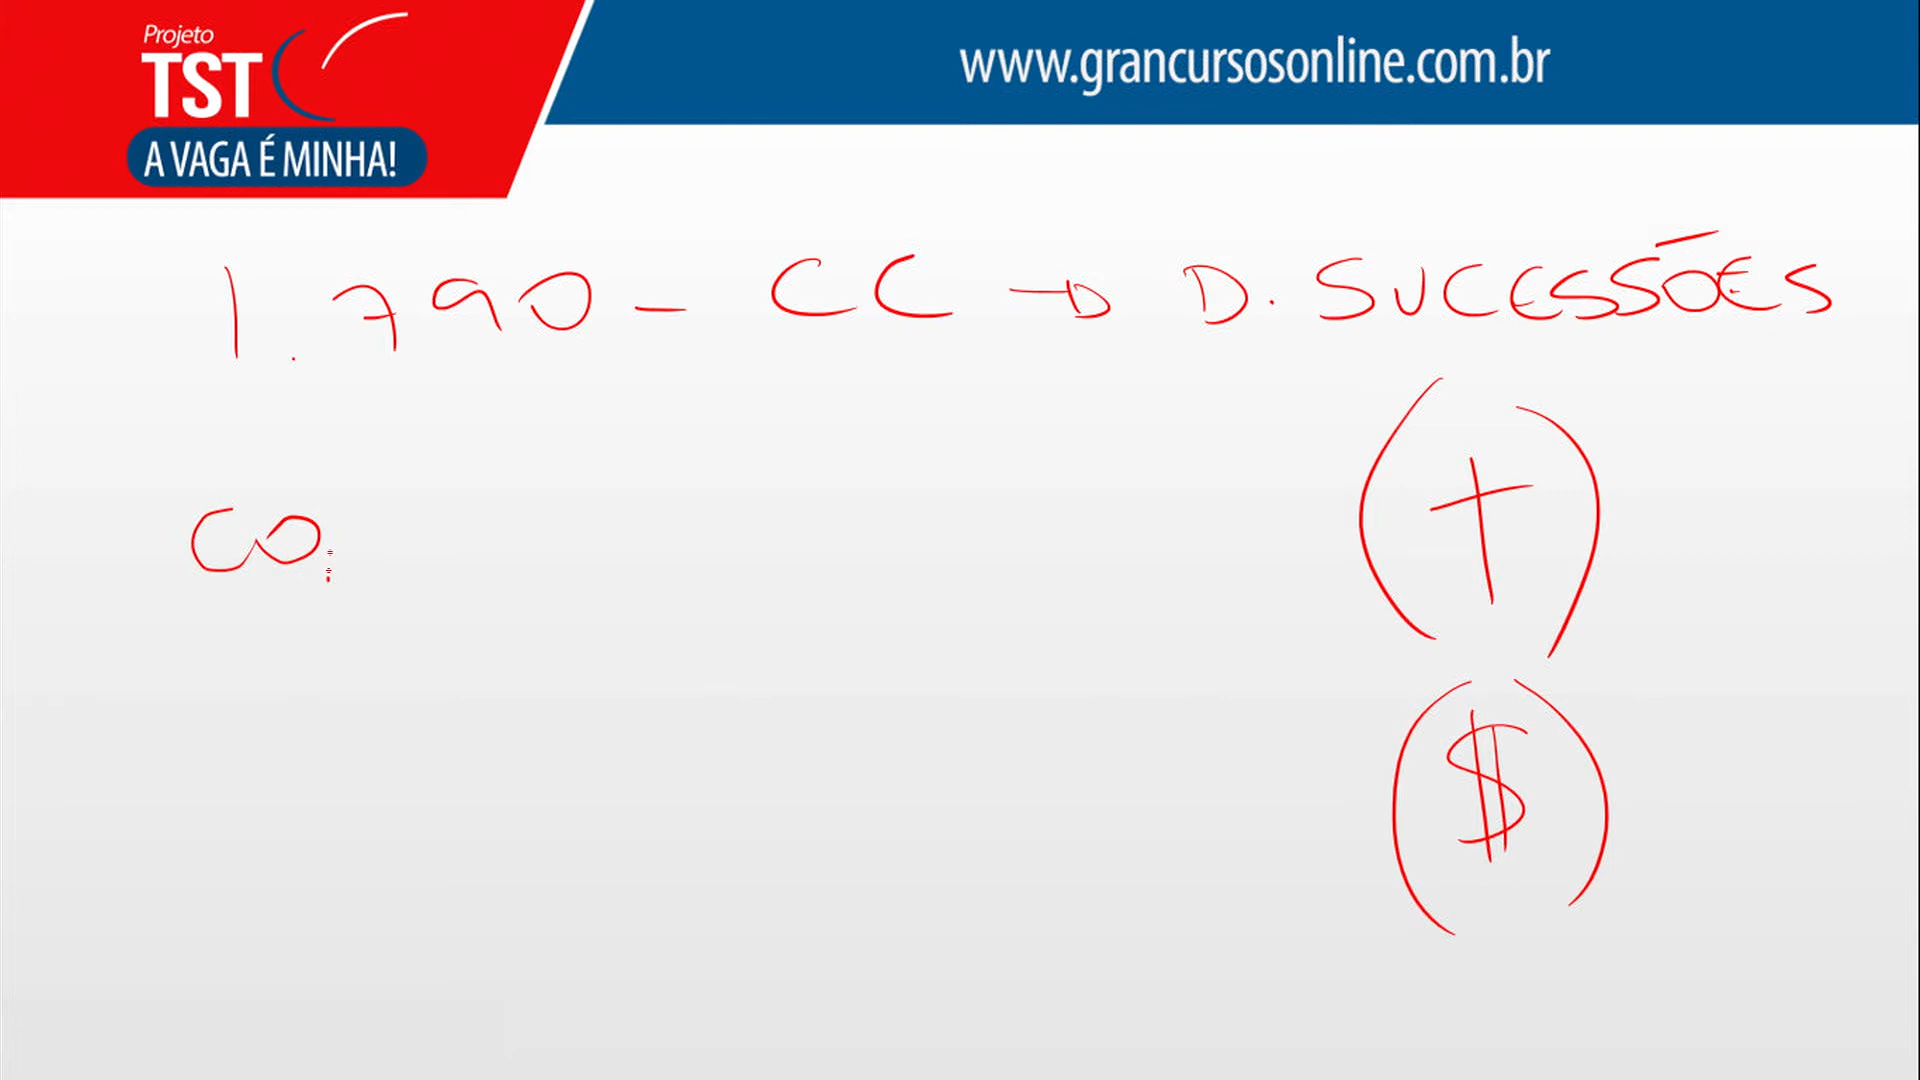 Projeto
TST
A VAGA É MINHA!
www.grancursosonline.com.br
1.790 - CC → D. SUCESSÕES
CO
$